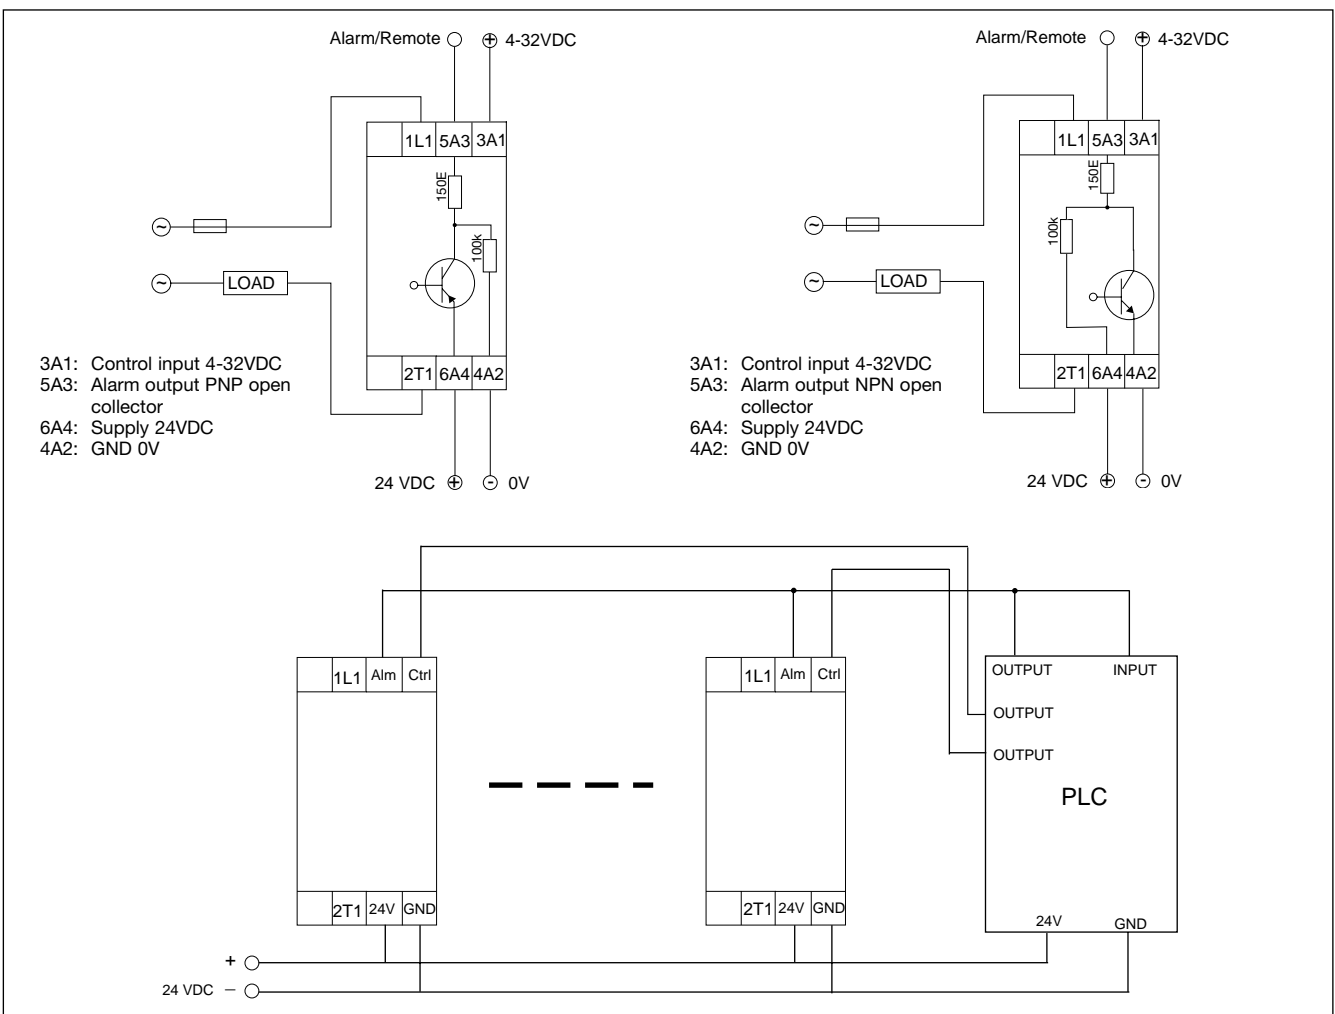 Alarm/Remote + 4-32VDC
1L1 5A3 3A1
150E
100k
~
~ LOAD
2T1 6A4 4A2
3A1: Control input 4-32VDC
5A3: Alarm output PNP open
collector
6A4: Supply 24VDC
4A2: GND 0V
24 VDC + - 0V
Alarm/Remote + 4-32VDC
1L1 5A3 3A1
150E
100k
~
~ LOAD
2T1 6A4 4A2
3A1: Control input 4-32VDC
5A3: Alarm output NPN open
collector
6A4: Supply 24VDC
4A2: GND 0V
24 VDC + - 0V
1L1 Alm Ctrl
2T1 24V GND
1L1 Alm Ctrl
2T1 24V GND
OUTPUT INPUT
OUTPUT
OUTPUT
PLC
24V GND
+
24 VDC –